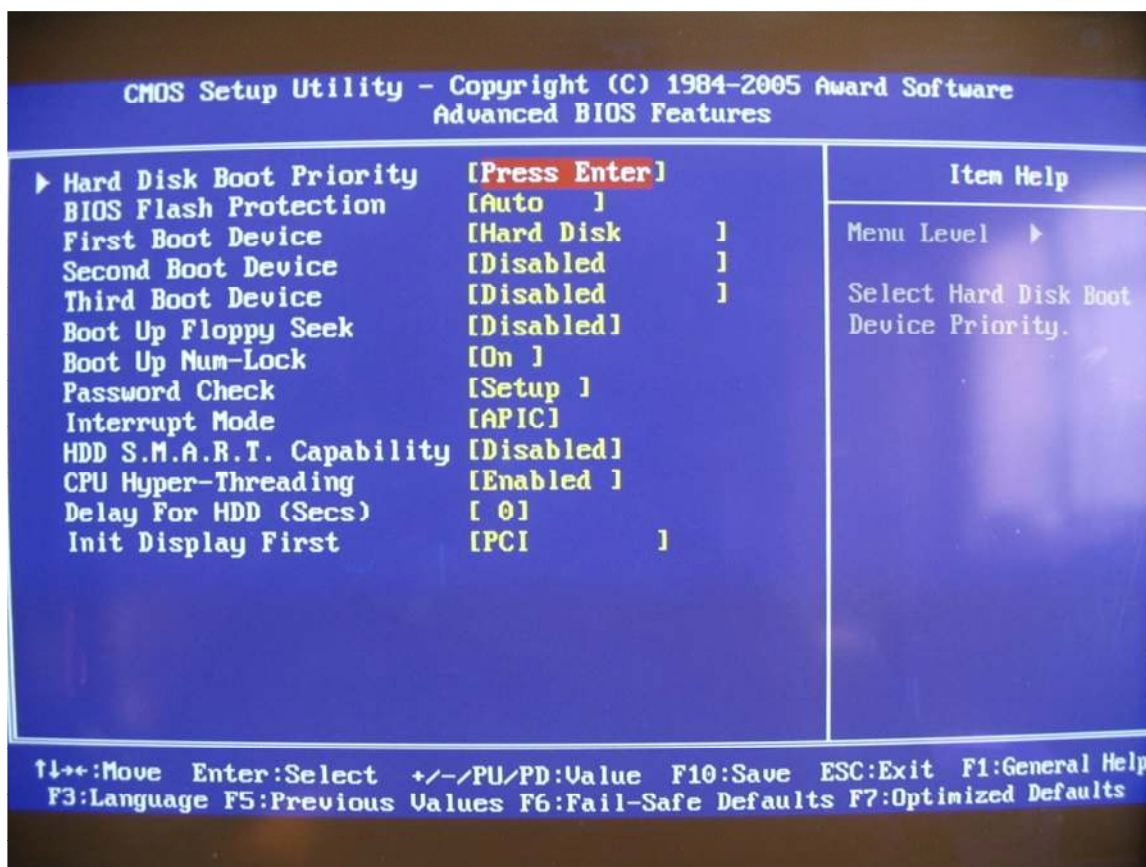 CMOS Setup Utility - Copyright (C) 1984-2005 Award Software
Advanced BIOS Features
Hard Disk Boot Priority [Press Enter]
BIOS Flash Protection [Auto ]
First Boot Device [Hard Disk ]
Second Boot Device [Disabled ]
Third Boot Device [Disabled ]
Boot Up Floppy Seek [Disabled]
Boot Up Num-Lock [On ]
Password Check [Setup ]
Interrupt Mode [APIC]
HDD S.M.A.R.T. Capability [Disabled]
CPU Hyper-Threading [Enabled ]
Delay For HDD (Secs) [ 0]
Init Display First [PCI ]
Item Help
Menu Level ▶
Select Hard Disk Boot
Device Priority.
↑↓→←:Move Enter:Select +/-/PU/PD:Value F10:Save ESC:Exit F1:General Help
F3:Language F5:Previous Values F6:Fail-Safe Defaults F7:Optimized Defaults